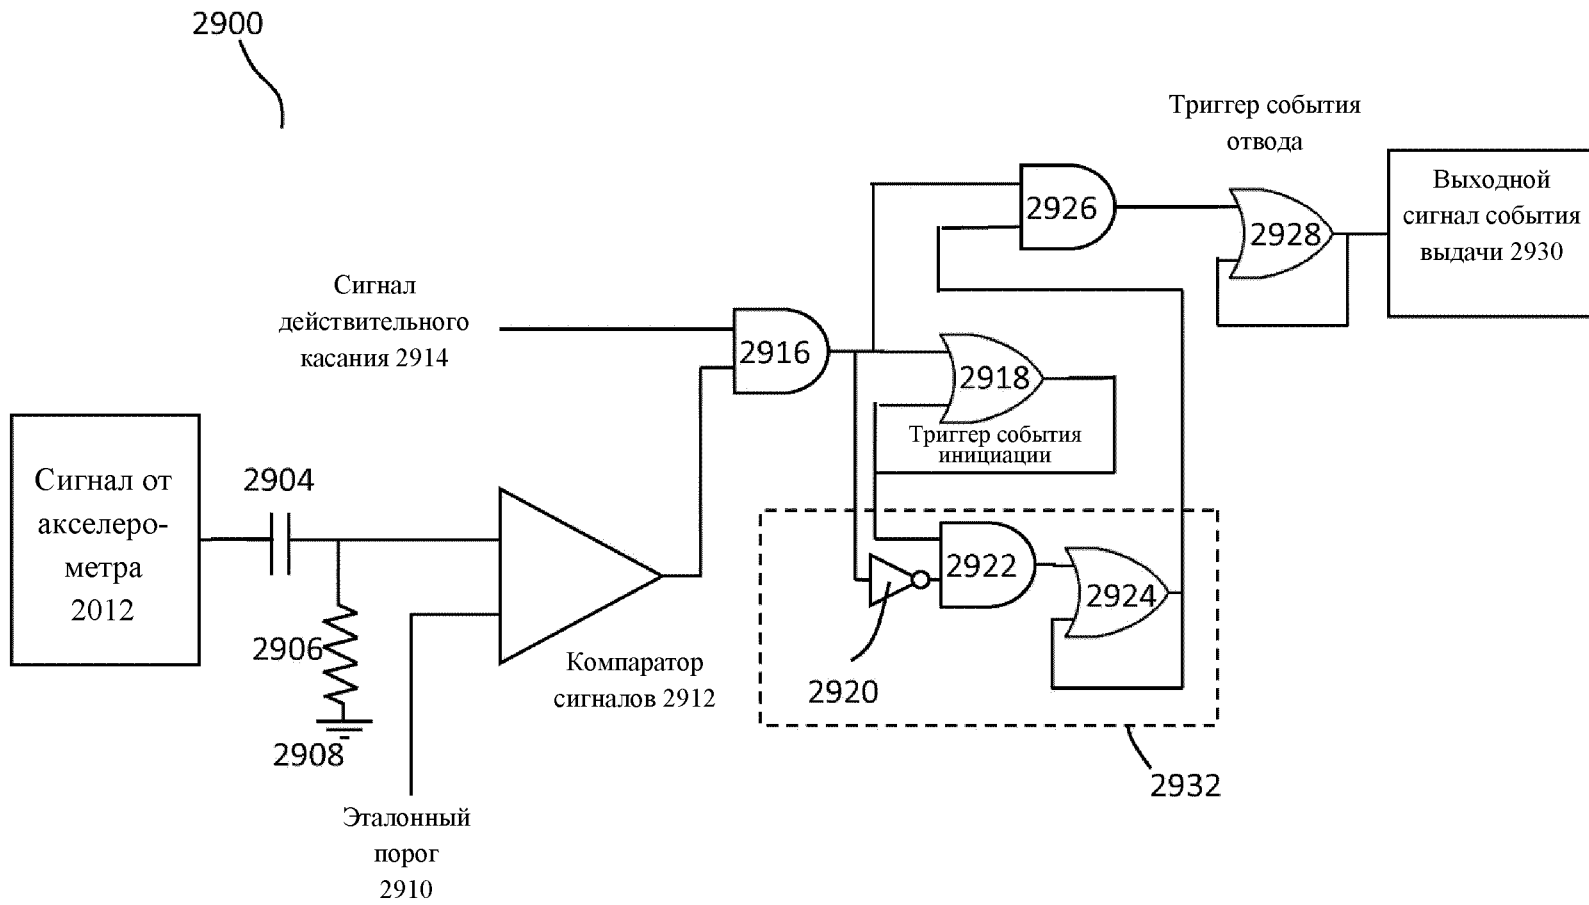 2900
Триггер события
отвода
2926
2928
Выходной
сигнал события
выдачи 2930
Сигнал
действительного
касания 2914
2916
2918
Триггер события
инициации
Сигнал от
акселеро-
метра
2012
2904
2906
2908
Компаратор
сигналов 2912
Эталонный
порог
2910
2922
2924
2920
2932